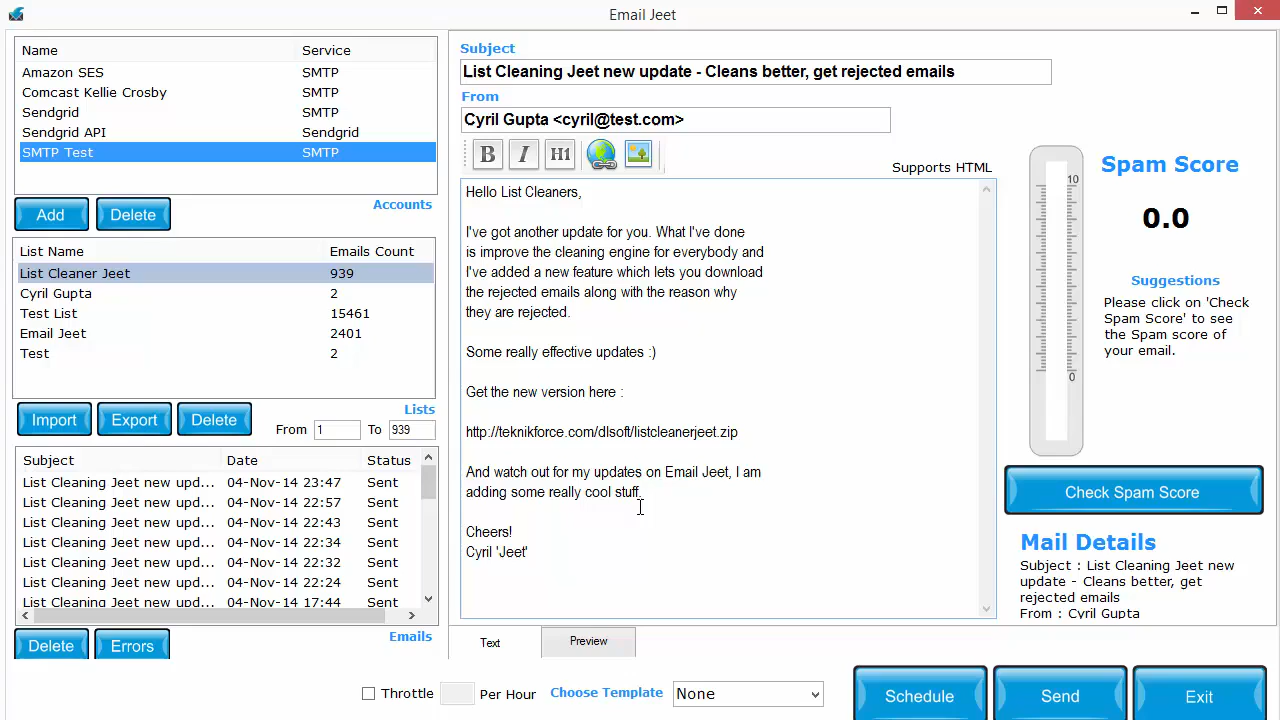 Email Jeet
Name Service
Amazon SES SMTP
Comcast Kellie Crosby SMTP
Sendgrid SMTP
Sendgrid API Sendgrid
SMTP Test SMTP
Add Delete Accounts
List Name Emails Count
List Cleaner Jeet 939
Cyril Gupta 2
Test List 1346
Email Jeet 2401
Test 2
Lists
Import Export Delete From 1 To 939
Subject Date Status
List Cleaning Jeet new upd... 04-Nov-14 23:47 Sent
List Cleaning Jeet new upd... 04-Nov-14 22:57 Sent
List Cleaning Jeet new upd... 04-Nov-14 22:43 Sent
List Cleaning Jeet new upd... 04-Nov-14 22:34 Sent
List Cleaning Jeet new upd... 04-Nov-14 22:32 Sent
List Cleaning Jeet new upd... 04-Nov-14 22:24 Sent
List Cleaning Jeet new upd... 04-Nov-14 17:44 Sent
Delete Errors Emails
Subject
List Cleaning Jeet new update - Cleans better, get rejected emails
From
Cyril Gupta <cyril@test.com>
B I H1
Supports HTML
Hello List Cleaners,
I've got another update for you. What I've done
is improve the cleaning engine for everybody and
I've added a new feature which lets you download
the rejected emails along with the reason why
they are rejected.
Some really effective updates :)
Get the new version here :
http://teknikforce.com/dlsoft/listcleanerjeet.zip
And watch out for my updates on Email Jeet, I am
adding some really cool stuff.
Cheers!
Cyril 'Jeet'
Text Preview
10
0
Spam Score
0.0
Suggestions
Please click on 'Check
Spam Score' to see
the Spam score of
your email.
Check Spam Score
Mail Details
Subject : List Cleaning Jeet new
update - Cleans better, get
rejected emails
From : Cyril Gupta
Throttle Per Hour Choose Template None
Schedule Send Exit